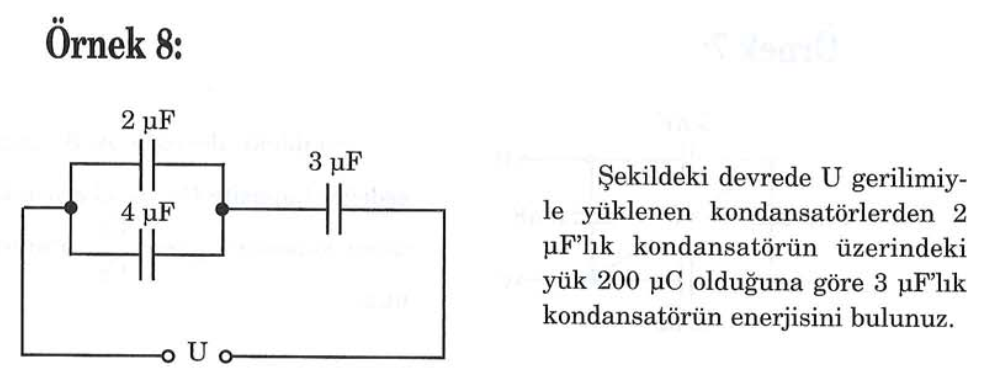 Örnek 8:
2 µF
3 µF
4 µF
U
Şekildeki devrede U gerilimiy-
le yüklenen kondansatörlerden 2
µF'lık kondansatörün üzerindeki
yük 200 µC olduğuna göre 3 µF'lık
kondansatörün enerjisini bulunuz.